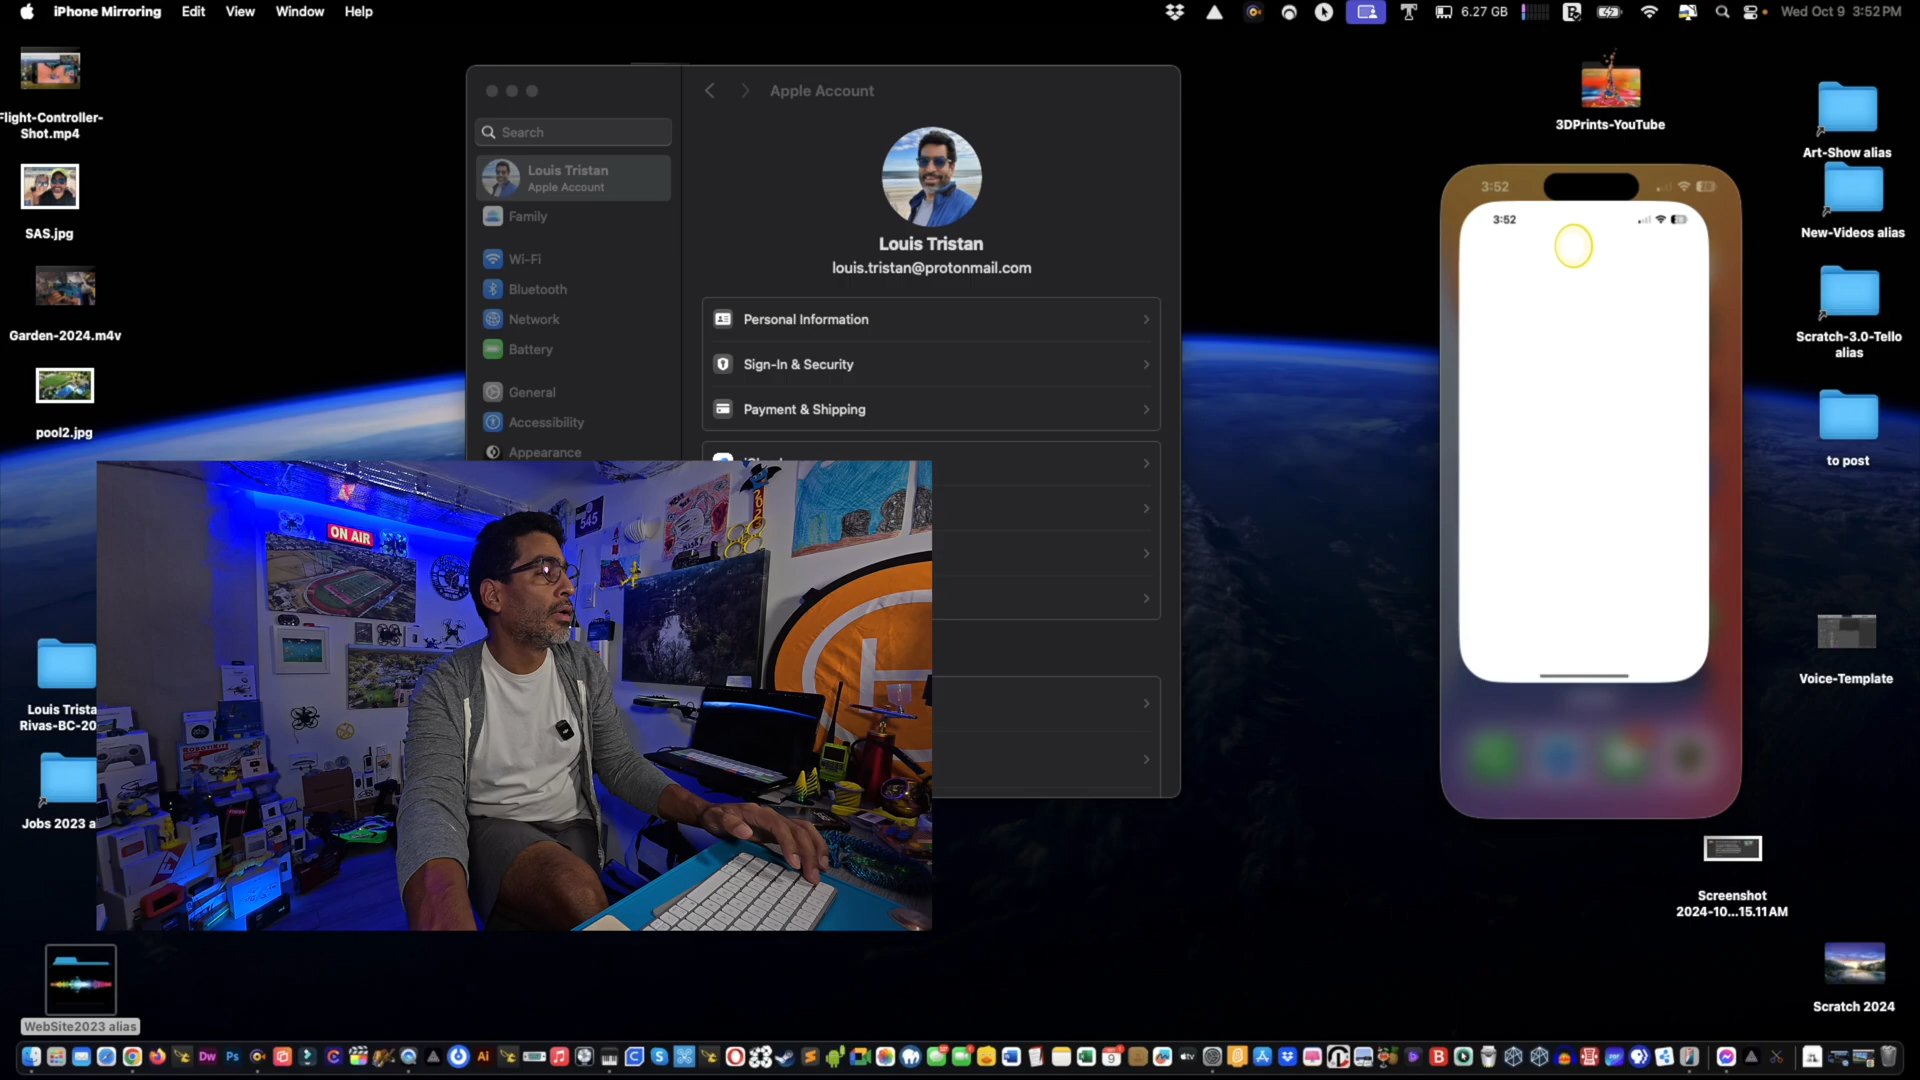 iPhone Mirroring Edit View Window Help
6.27 GB
Wed Oct 9 3:52 PM
Flight-Controller-
Shot.mp4
SAS.jpg
Garden-2024.m4v
pool2.jpg
Louis Trista
Rivas-BC-20
Jobs 2023 a
WebSite2023 alias
Search
Louis Tristan
Apple Account
Family
Wi-Fi
Bluetooth
Network
Battery
General
Accessibility
Appearance
Apple Account
Louis Tristan
louis.tristan@protonmail.com
Personal Information
Sign-In & Security
Payment & Shipping
ON AIR
545
2023
H
3DPrints-YouTube
3:52
3:52
Art-Show alias
New-Videos alias
Scratch-3.0-Tello
alias
to post
Voice-Template
Screenshot
2024-10...15.11 AM
Scratch 2024
Dw
Ps
Ai